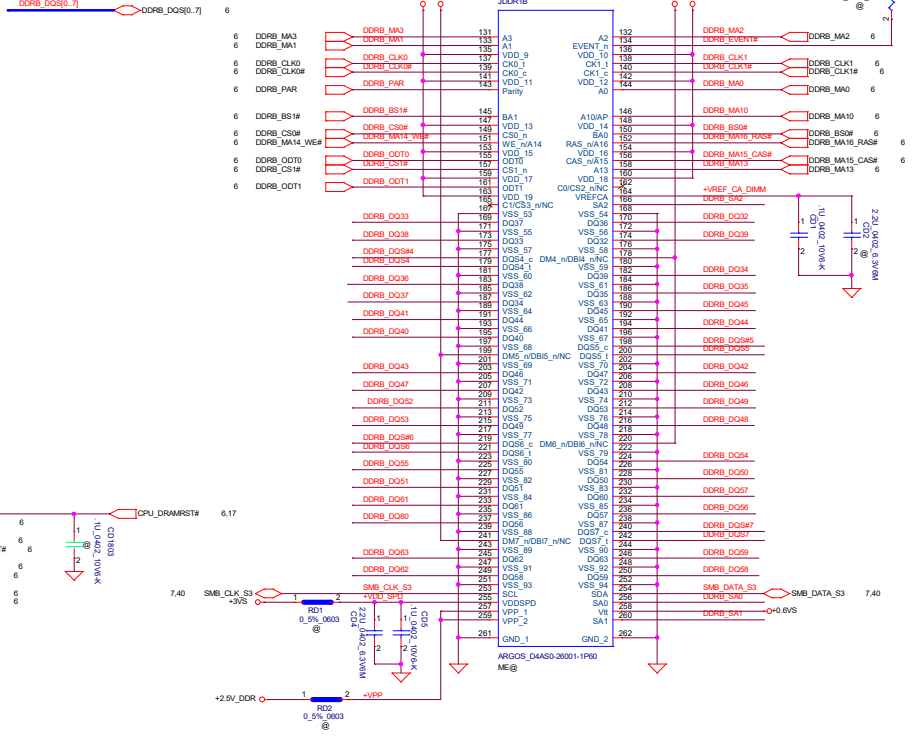 DDRB_DQS[0..7]
DDRB_DQS[0..7] 6
JDDR1B
@
2
6 DDRB_MA3 DDRB_MA3 131 A3 A2 132 DDRB_MA2 DDRB_MA2 6
6 DDRB_MA1 DDRB_MA1 133 A1 EVENT_n 134 DDRB_EVENT#
135 VDD_9 VDD_10 136
6 DDRB_CLK0 DDRB_CLK0 137 CK0_t CK1_t 138 DDRB_CLK1 DDRB_CLK1 6
6 DDRB_CLK0# DDRB_CLK0# 139 CK0_c CK1_c 140 DDRB_CLK1# DDRB_CLK1# 6
141 VDD_11 VDD_12 142
6 DDRB_PAR DDRB_PAR 143 Parity A0 144 DDRB_MA0 DDRB_MA0 6
6 DDRB_BS1# DDRB_BS1# 145 BA1 A10/AP 146 DDRB_MA10 DDRB_MA10 6
147 VDD_13 VDD_14 148
6 DDRB_CS0# DDRB_CS0# 149 CS0_n BA0 150 DDRB_BS0# DDRB_BS0# 6
6 DDRB_MA14_WE# DDRB_MA14_WE# 151 WE_n/A14 RAS_n/A16 152 DDRB_MA16_RAS# DDRB_MA16_RAS# 6
153 VDD_15 VDD_16 154
6 DDRB_ODT0 DDRB_ODT0 155 ODT0 CAS_n/A15 156 DDRB_MA15_CAS# DDRB_MA15_CAS# 6
6 DDRB_CS1# DDRB_CS1# 157 CS1_n A13 158 DDRB_MA13 DDRB_MA13 6
159 VDD_17 VDD_18 160
6 DDRB_ODT1 DDRB_ODT1 161 ODT1 C0/CS2_n/NC 162
163 VDD_19 VREFCA 164 +VREF_CA_DIMM
165 C1/CS3_n/NC SA2 166 DDRB_SA2
167 VSS_53 VSS_54 168
DDRB_DQ33 169 DQ37 DQ36 170 DDRB_DQ32
171 VSS_55 VSS_56 172
DDRB_DQ38 173 DQ33 DQ32 174 DDRB_DQ39
175 VSS_57 VSS_58 176
DDRB_DQS#4 177 DQS4_c DM4_n/DBI4_n/NC 178
DDRB_DQS4 179 DQS4_t VSS_59 180
181 VSS_60 DQ39 182 DDRB_DQ34
DDRB_DQ36 183 DQ38 VSS_61 184
185 VSS_62 DQ35 186 DDRB_DQ35
DDRB_DQ37 187 DQ34 VSS_63 188
189 VSS_64 DQ45 190 DDRB_DQ45
DDRB_DQ41 191 DQ44 VSS_65 192
193 VSS_66 DQ41 194 DDRB_DQ44
DDRB_DQ40 195 DQ40 VSS_67 196
197 VSS_68 DQS5_c 198 DDRB_DQS#5
199 DM5_n/DBI5_n/NC DQS5_t 200 DDRB_DQS5
201 VSS_69 VSS_70 202
DDRB_DQ43 203 DQ46 DQ47 204 DDRB_DQ42
205 VSS_71 VSS_72 206
DDRB_DQ47 207 DQ42 DQ43 208 DDRB_DQ46
209 VSS_73 VSS_74 210
DDRB_DQ52 211 DQ52 DQ53 212 DDRB_DQ49
213 VSS_75 VSS_76 214
DDRB_DQ53 215 DQ49 DQ48 216 DDRB_DQ48
217 VSS_77 VSS_78 218
DDRB_DQS#6 219 DQS6_c DM6_n/DBI6_n/NC 220
DDRB_DQS6 221 DQS6_t VSS_79 222
223 VSS_80 DQ54 224 DDRB_DQ54
DDRB_DQ55 225 DQ55 VSS_81 226
227 VSS_82 DQ50 228 DDRB_DQ50
DDRB_DQ51 229 DQ51 VSS_83 230
231 VSS_84 DQ60 232 DDRB_DQ57
DDRB_DQ61 233 DQ61 VSS_85 234
235 VSS_86 DQ57 236 DDRB_DQ56
DDRB_DQ60 237 DQ56 VSS_87 238
239 VSS_88 DQS7_c 240 DDRB_DQS#7
241 DM7_n/DBI7_n/NC DQS7_t 242 DDRB_DQS7
243 VSS_89 VSS_90 244
DDRB_DQ63 245 DQ62 DQ63 246 DDRB_DQ59
247 VSS_91 VSS_92 248
DDRB_DQ62 249 DQ58 DQ59 250 DDRB_DQ58
251 VSS_93 VSS_94 252
SMB_CLK_S3 SMB_CLK_S3 253 SCL SDA 254 SMB_DATA_S3 SMB_DATA_S3 7,40
7,40
+3VS 1 2 +VDD_SPD 255 VDDSPD SA0 256 DDRB_SA0
257 VPP_1 Vtt 258 +0.6VS
259 VPP_2 SA1 260 DDRB_SA1
261 GND_1 GND_2 262
ARGOS_D4AS0-26001-1P60
ME@
RD1
0_5%_0603
@
1 2
CD4
2.2U_0402_6.3V6M
1 2
CD5
.1U_0402_10V6-K
+2.5V_DDR 1 2 +VPP
RD2
0_5%_0603
@
1 2
CD1
.1U_0402_10V6-K
1 2 @
CD2
2.2U_0402_6.3V6M
CPU_DRAMRST# 6,17
1 2 @
CD1803
.1U_0402_10V6-K
6
6
T# 6
6
6
6
6